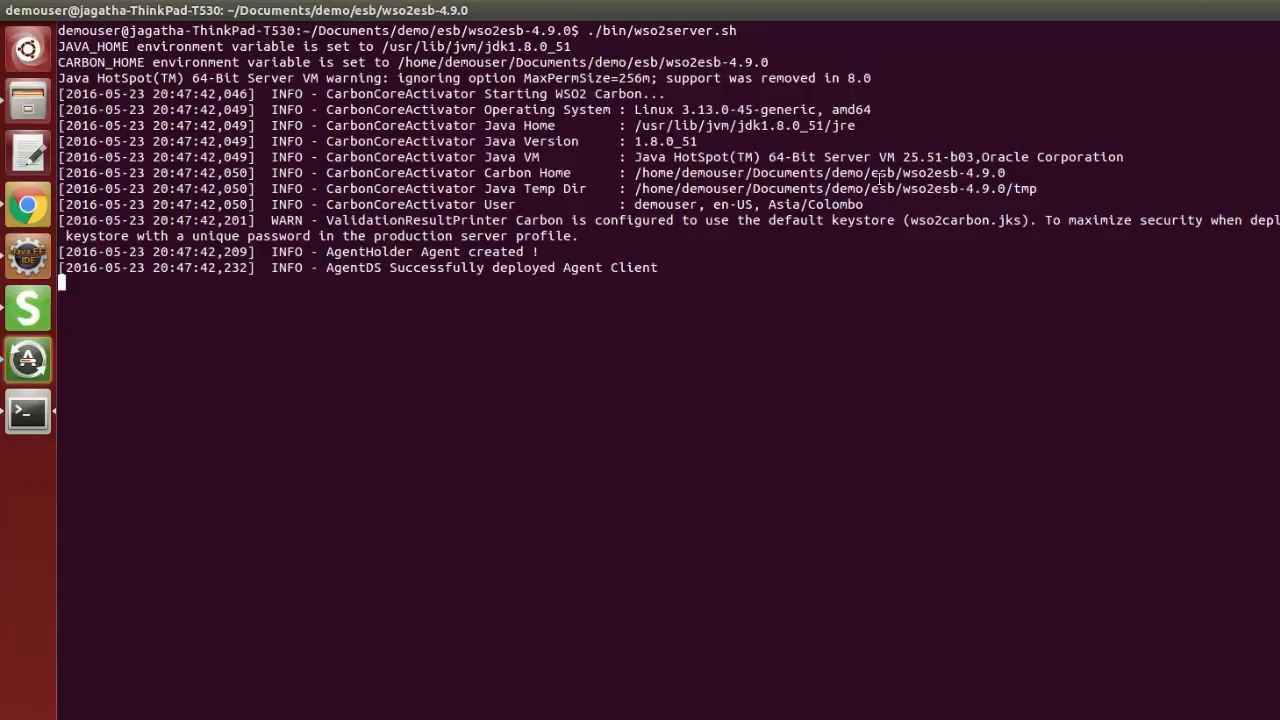 demouser@jagatha-ThinkPad-T530: ~/Documents/demo/esb/wso2esb-4.9.0
demouser@jagatha-ThinkPad-T530:~/Documents/demo/esb/wso2esb-4.9.0$ ./bin/wso2server.sh
JAVA_HOME environment variable is set to /usr/lib/jvm/jdk1.8.0_51
CARBON_HOME environment variable is set to /home/demouser/Documents/demo/esb/wso2esb-4.9.0
Java HotSpot(TM) 64-Bit Server VM warning: ignoring option MaxPermSize=256m; support was removed in 8.0
[2016-05-23 20:47:42,046]  INFO - CarbonCoreActivator Starting WSO2 Carbon...
[2016-05-23 20:47:42,049]  INFO - CarbonCoreActivator Operating System : Linux 3.13.0-45-generic, amd64
[2016-05-23 20:47:42,049]  INFO - CarbonCoreActivator Java Home        : /usr/lib/jvm/jdk1.8.0_51/jre
[2016-05-23 20:47:42,049]  INFO - CarbonCoreActivator Java Version     : 1.8.0_51
[2016-05-23 20:47:42,049]  INFO - CarbonCoreActivator Java VM          : Java HotSpot(TM) 64-Bit Server VM 25.51-b03,Oracle Corporation
[2016-05-23 20:47:42,050]  INFO - CarbonCoreActivator Carbon Home      : /home/demouser/Documents/demo/esb/wso2esb-4.9.0
[2016-05-23 20:47:42,050]  INFO - CarbonCoreActivator Java Temp Dir    : /home/demouser/Documents/demo/esb/wso2esb-4.9.0/tmp
[2016-05-23 20:47:42,050]  INFO - CarbonCoreActivator User             : demouser, en-US, Asia/Colombo
[2016-05-23 20:47:42,201]  WARN - ValidationResultPrinter Carbon is configured to use the default keystore (wso2carbon.jks). To maximize security when depl
keystore with a unique password in the production server profile.
[2016-05-23 20:47:42,209]  INFO - AgentHolder Agent created !
[2016-05-23 20:47:42,232]  INFO - AgentDS Successfully deployed Agent Client
Java EE
IDE
S
A
>_